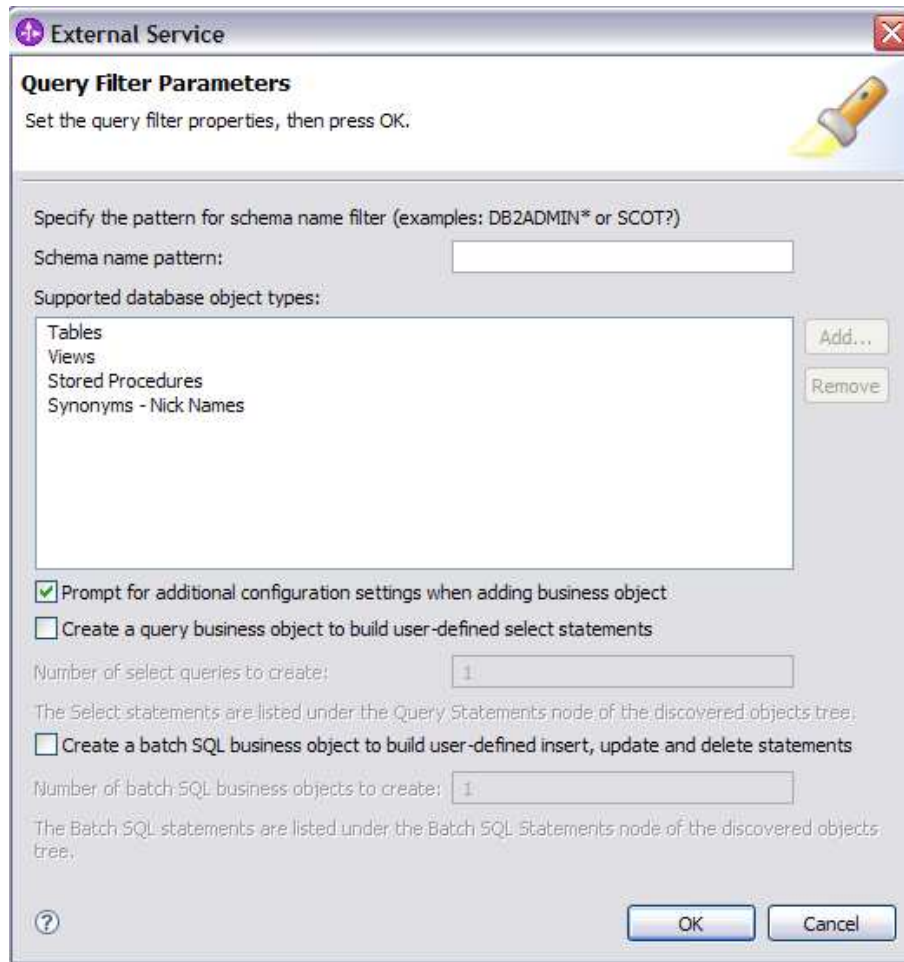 External Service
Query Filter Parameters
Set the query filter properties, then press OK.
Specify the pattern for schema name filter (examples: DB2ADMIN* or SCOT?)
Schema name pattern:
Supported database object types:
Tables
Views
Stored Procedures
Synonyms - Nick Names
Add...
Remove
Prompt for additional configuration settings when adding business object
Create a query business object to build user-defined select statements
Number of select queries to create: 1
The Select statements are listed under the Query Statements node of the discovered objects tree.
Create a batch SQL business object to build user-defined insert, update and delete statements
Number of batch SQL business objects to create: 1
The Batch SQL statements are listed under the Batch SQL Statements node of the discovered objects
tree.
?
OK Cancel